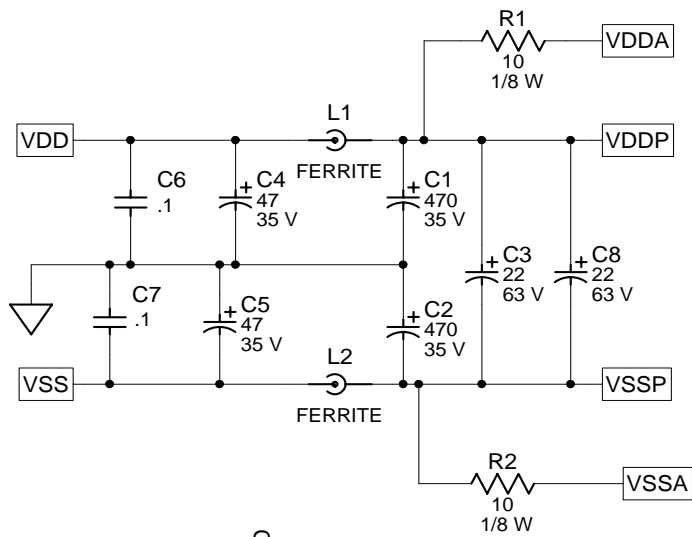 R1
10
1/8 W
VDDA
L1
VDD
FERRITE
VDDP
C6
.1
+
C4
47
35 V
+
C1
470
35 V
+
C3
22
63 V
+
C8
22
63 V
C7
.1
+
C5
47
35 V
+
C2
470
35 V
L2
VSS
FERRITE
VSSP
R2
10
1/8 W
VSSA